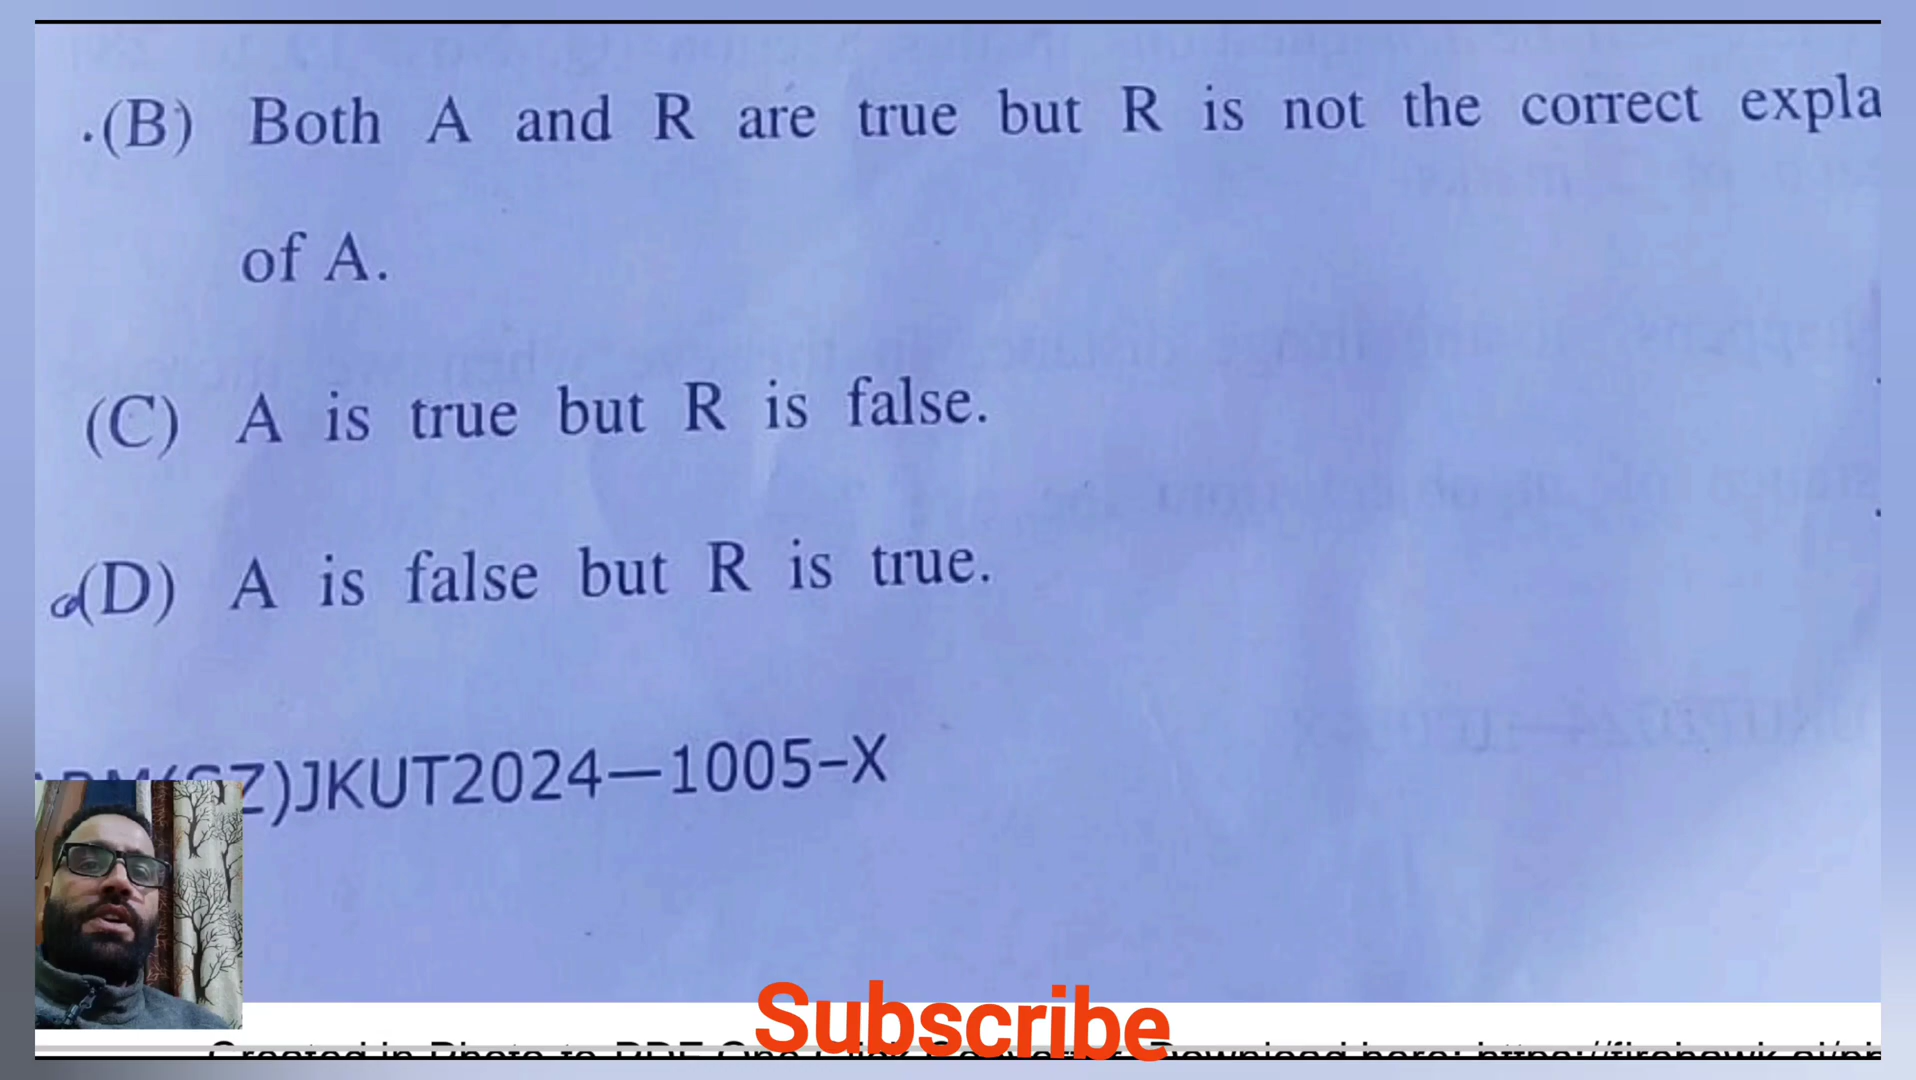 (B) Both A and R are true but R is not the correct expla
of A.
(C) A is true but R is false.
(D) A is false but R is true.
Z)JKUT2024—1005-X
Subscribe